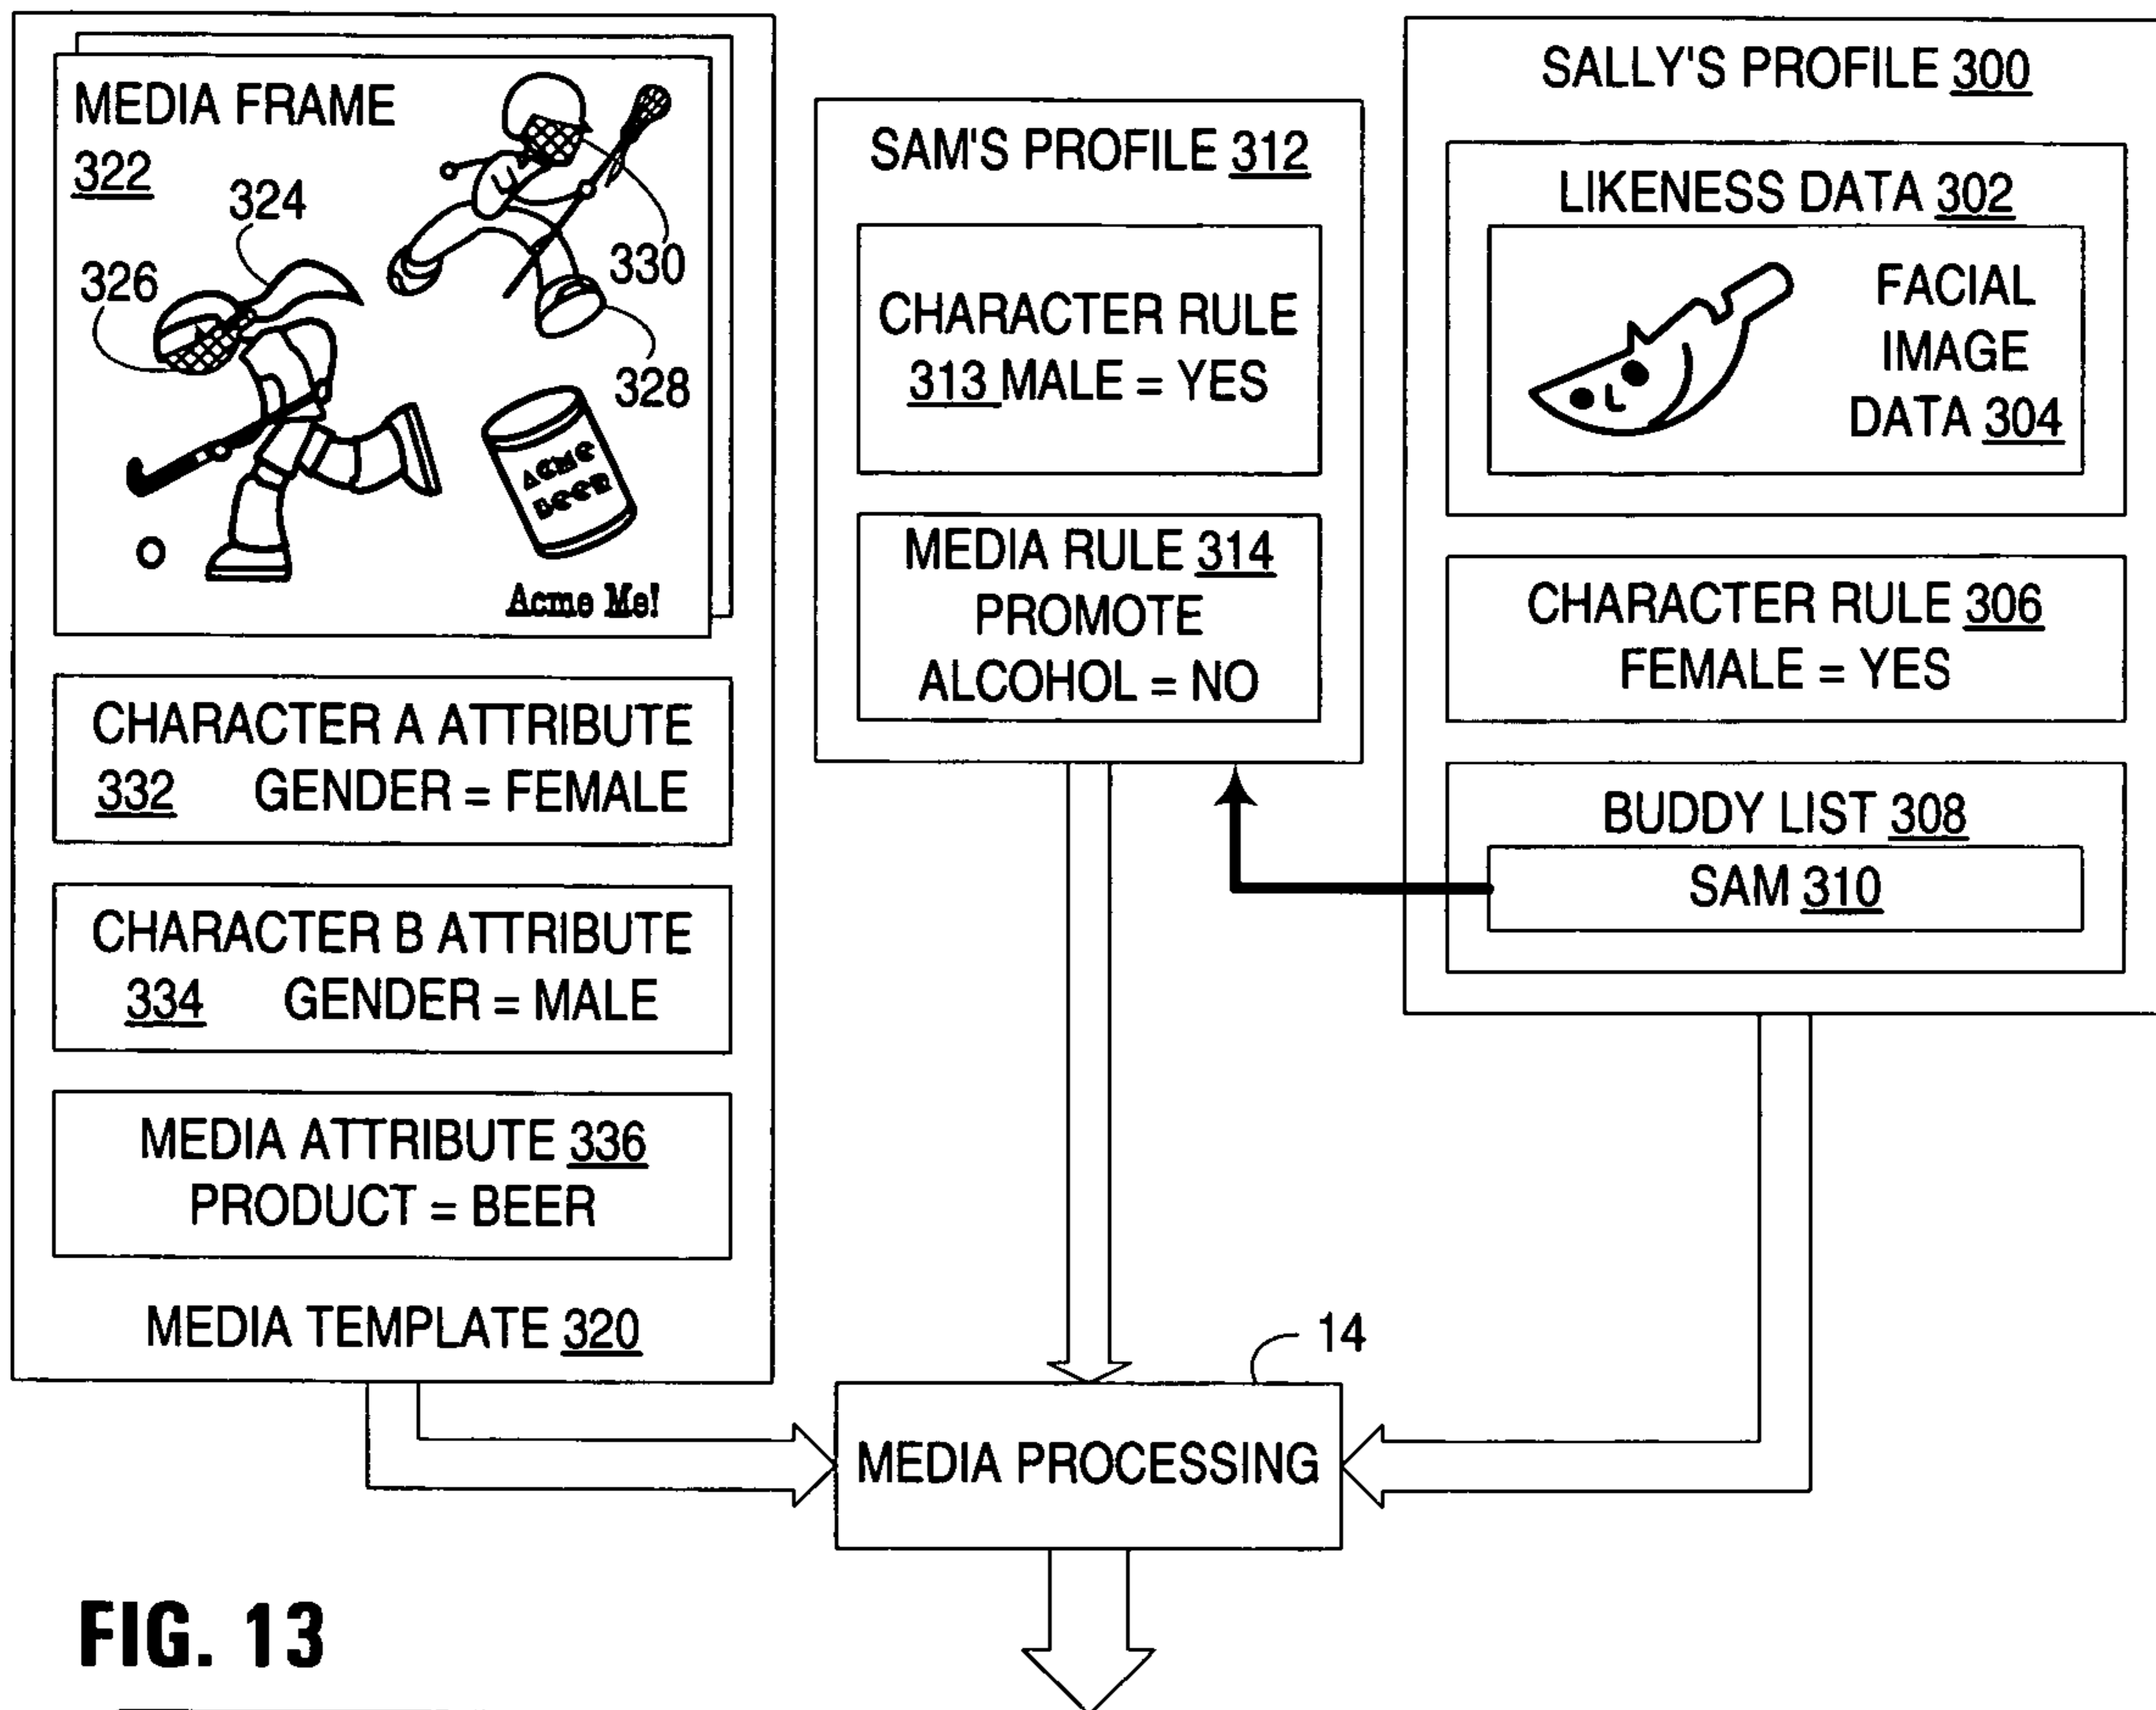 MEDIA FRAME
322
324
326
330
328
ACME
BEER
Acme Me!
CHARACTER A ATTRIBUTE
332 GENDER = FEMALE
CHARACTER B ATTRIBUTE
334 GENDER = MALE
MEDIA ATTRIBUTE 336
PRODUCT = BEER
MEDIA TEMPLATE 320
SAM'S PROFILE 312
CHARACTER RULE
313 MALE = YES
MEDIA RULE 314
PROMOTE
ALCOHOL = NO
SALLY'S PROFILE 300
LIKENESS DATA 302
FACIAL
IMAGE
DATA 304
CHARACTER RULE 306
FEMALE = YES
BUDDY LIST 308
SAM 310
14
MEDIA PROCESSING
FIG. 13